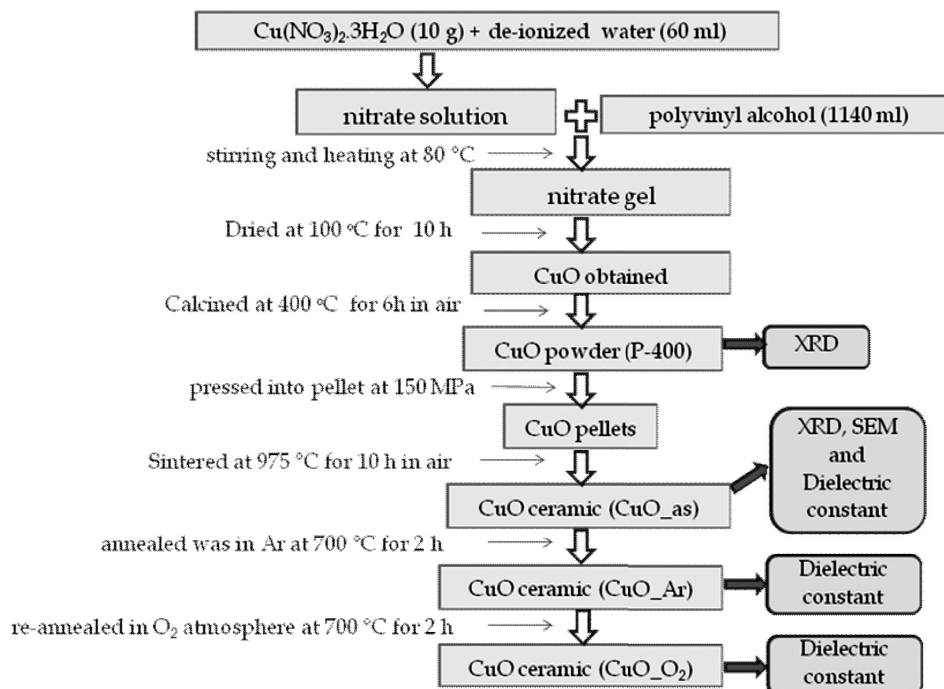 Cu(NO₃)₂.3H₂O (10 g) + de-ionized water (60 ml)
nitrate solution
polyvinyl alcohol (1140 ml)
stirring and heating at 80 °C
nitrate gel
Dried at 100 °C for 10 h
CuO obtained
Calcined at 400 °C for 6h in air
CuO powder (P-400)
XRD
pressed into pellet at 150 MPa
CuO pellets
XRD, SEM
and
Dielectric
constant
Sintered at 975 °C for 10 h in air
CuO ceramic (CuO_as)
annealed was in Ar at 700 °C for 2 h
CuO ceramic (CuO_Ar)
Dielectric
constant
re-annealed in O₂ atmosphere at 700 °C for 2 h
CuO ceramic (CuO_O₂)
Dielectric
constant